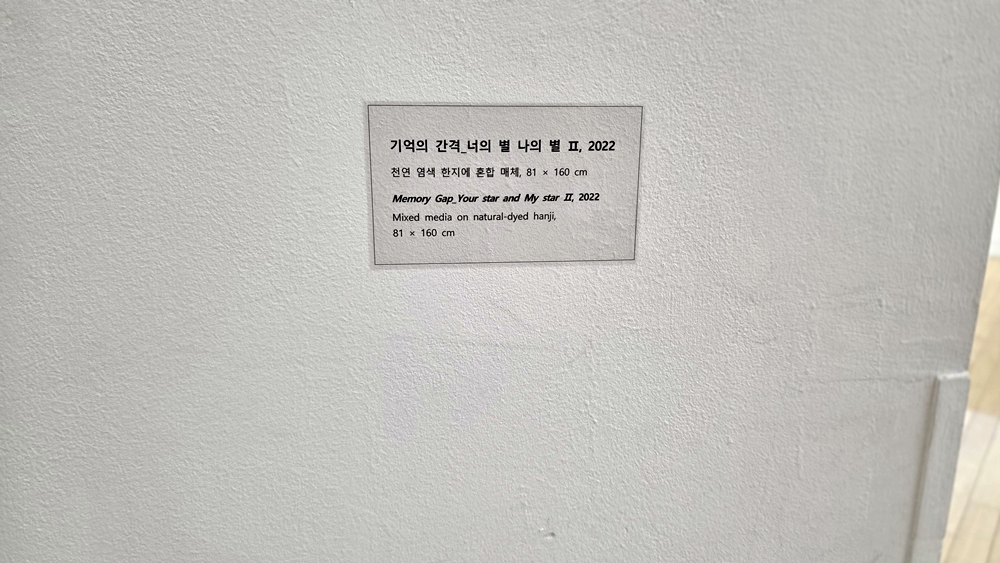 기억의 간격_너의 별 나의 별 Ⅱ, 2022
천연 염색 한지에 혼합 매체, 81 × 160 cm
Memory Gap_Your star and My star Ⅱ, 2022
Mixed media on natural-dyed hanji,
81 × 160 cm